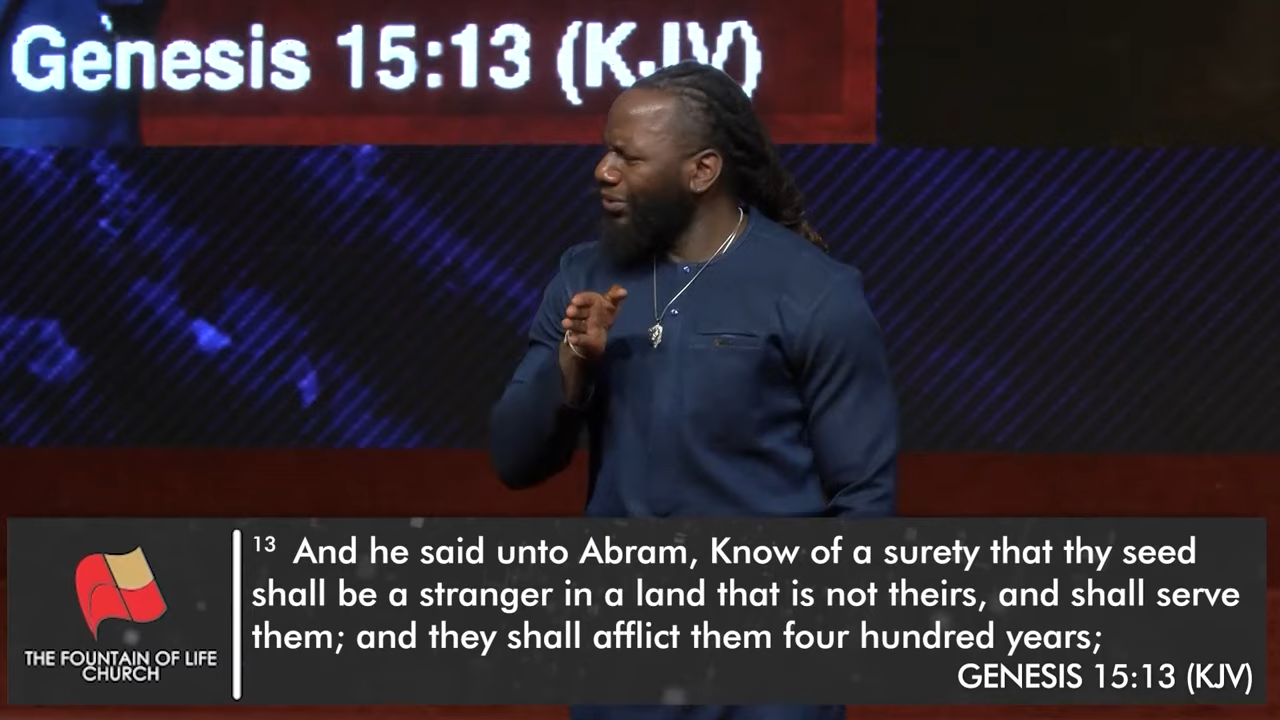 Genesis 15:13 (KJV)
13 And he said unto Abram, Know of a surety that thy seed
shall be a stranger in a land that is not theirs, and shall serve
them; and they shall afflict them four hundred years;
GENESIS 15:13 (KJV)
THE FOUNTAIN OF LIFE
CHURCH